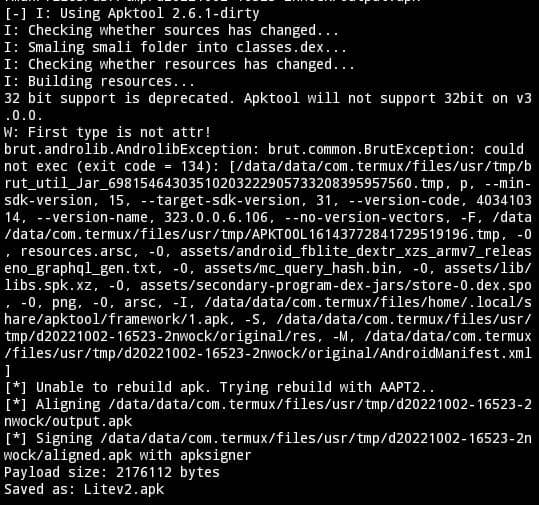 [-] I: Using Apktool 2.6.1-dirty
I: Checking whether sources has changed...
I: Smaling smali folder into classes.dex...
I: Checking whether resources has changed...
I: Building resources...
32 bit support is deprecated. Apktool will not support 32bit on v3
.0.0.
W: First type is not attr!
brut.androlib.AndrolibException: brut.common.BrutException: could
not exec (exit code = 134): [/data/data/com.termux/files/usr/tmp/b
rut_util_Jar_69815464303510203222905733208395957560.tmp, p, --min-
sdk-version, 15, --target-sdk-version, 31, --version-code, 4034103
14, --version-name, 323.0.0.6.106, --no-version-vectors, -F, /data
/data/com.termux/files/usr/tmp/APKTOOL16143772841729519196.tmp, -0
, resources.arsc, -0, assets/android_fblite_dextr_xzs_armv7_releas
eno_graphql_gen.txt, -0, assets/mc_query_hash.bin, -0, assets/lib/
libs.spk.xz, -0, assets/secondary-program-dex-jars/store-0.dex.spo
, -0, png, -0, arsc, -I, /data/data/com.termux/files/home/.local/s
hare/apktool/framework/1.apk, -S, /data/data/com.termux/files/usr/
tmp/d20221002-16523-2nwock/original/res, -M, /data/data/com.termux
/files/usr/tmp/d20221002-16523-2nwock/original/AndroidManifest.xml
]
[*] Unable to rebuild apk. Trying rebuild with AAPT2..
[*] Aligning /data/data/com.termux/files/usr/tmp/d20221002-16523-2
nwock/output.apk
[*] Signing /data/data/com.termux/files/usr/tmp/d20221002-16523-2n
wock/aligned.apk with apksigner
Payload size: 2176112 bytes
Saved as: Litev2.apk